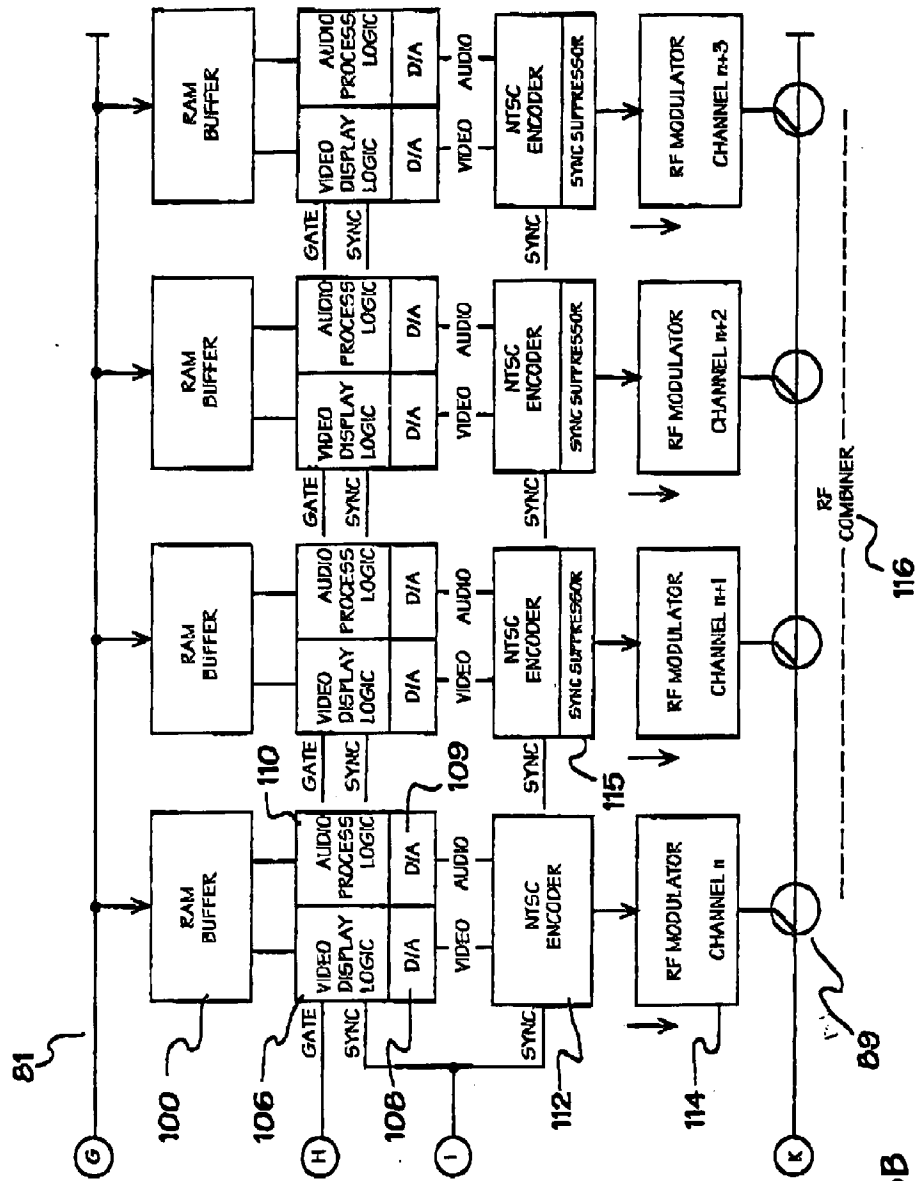 G
81
RAM
BUFFER
RAM
BUFFER
RAM
BUFFER
RAM
BUFFER
100
106
110
H
GATE
SYNC
VIDEO
DISPLAY
LOGIC
AUDIO
PROCESS
LOGIC
D/A
D/A
GATE
SYNC
VIDEO
DISPLAY
LOGIC
AUDIO
PROCESS
LOGIC
D/A
D/A
GATE
SYNC
VIDEO
DISPLAY
LOGIC
AUDIO
PROCESS
LOGIC
D/A
D/A
GATE
SYNC
VIDEO
DISPLAY
LOGIC
AUDIO
PROCESS
LOGIC
D/A
D/A
108
109
I
VIDEO
AUDIO
VIDEO
AUDIO
VIDEO
AUDIO
VIDEO
AUDIO
SYNC
NTSC
ENCODER
SYNC
NTSC
ENCODER
SYNC SUPPRESSOR
SYNC
NTSC
ENCODER
SYNC SUPPRESSOR
SYNC
NTSC
ENCODER
SYNC SUPPRESSOR
112
115
114
RF MODULATOR
CHANNEL n
RF MODULATOR
CHANNEL n+1
RF MODULATOR
CHANNEL n+2
RF MODULATOR
CHANNEL n+3
K
89
RF
COMBINER
116